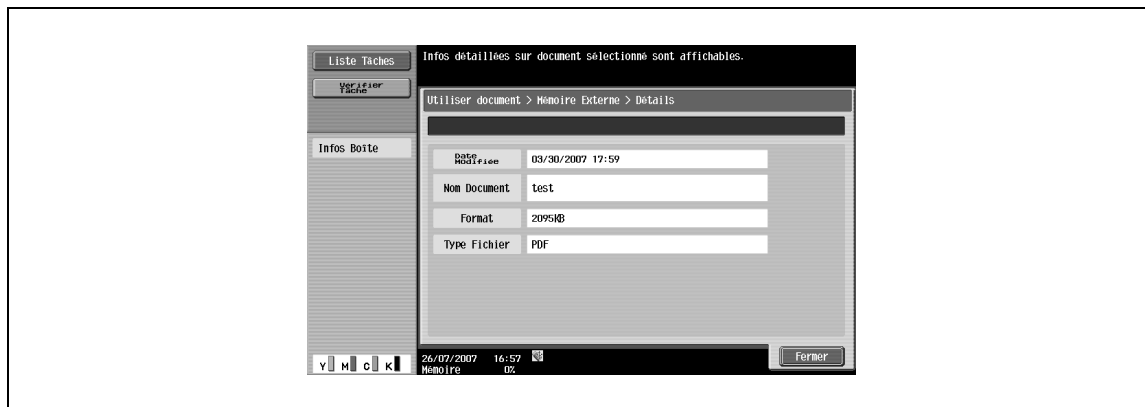 Liste Tâches
Vérifier
Tâche
Infos détaillées sur document sélectionné sont affichables.
Utiliser document > Mémoire Externe > Détails
Infos Boîte
Date
Modifiée
03/30/2007 17:59
Nom Document
test
Format
2095KB
Type Fichier
PDF
Y M C K
26/07/2007 16:57
Mémoire 0%
Fermer